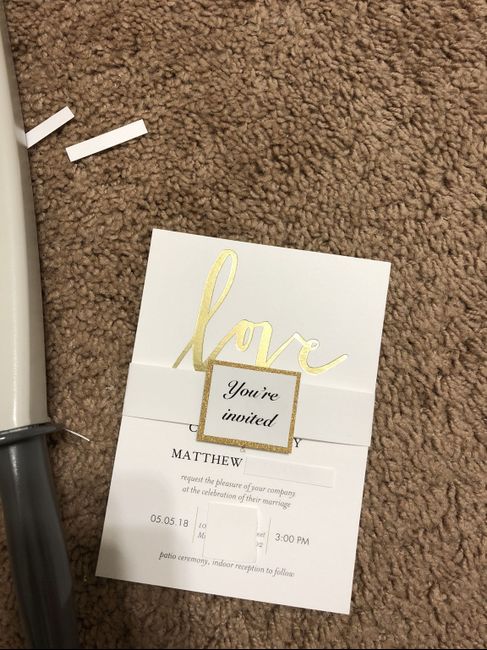 love
You're
invited
MATTHEW
request the pleasure of your company
at the celebration of their marriage
05.05.18
3:00 PM
patio ceremony, indoor reception to follow